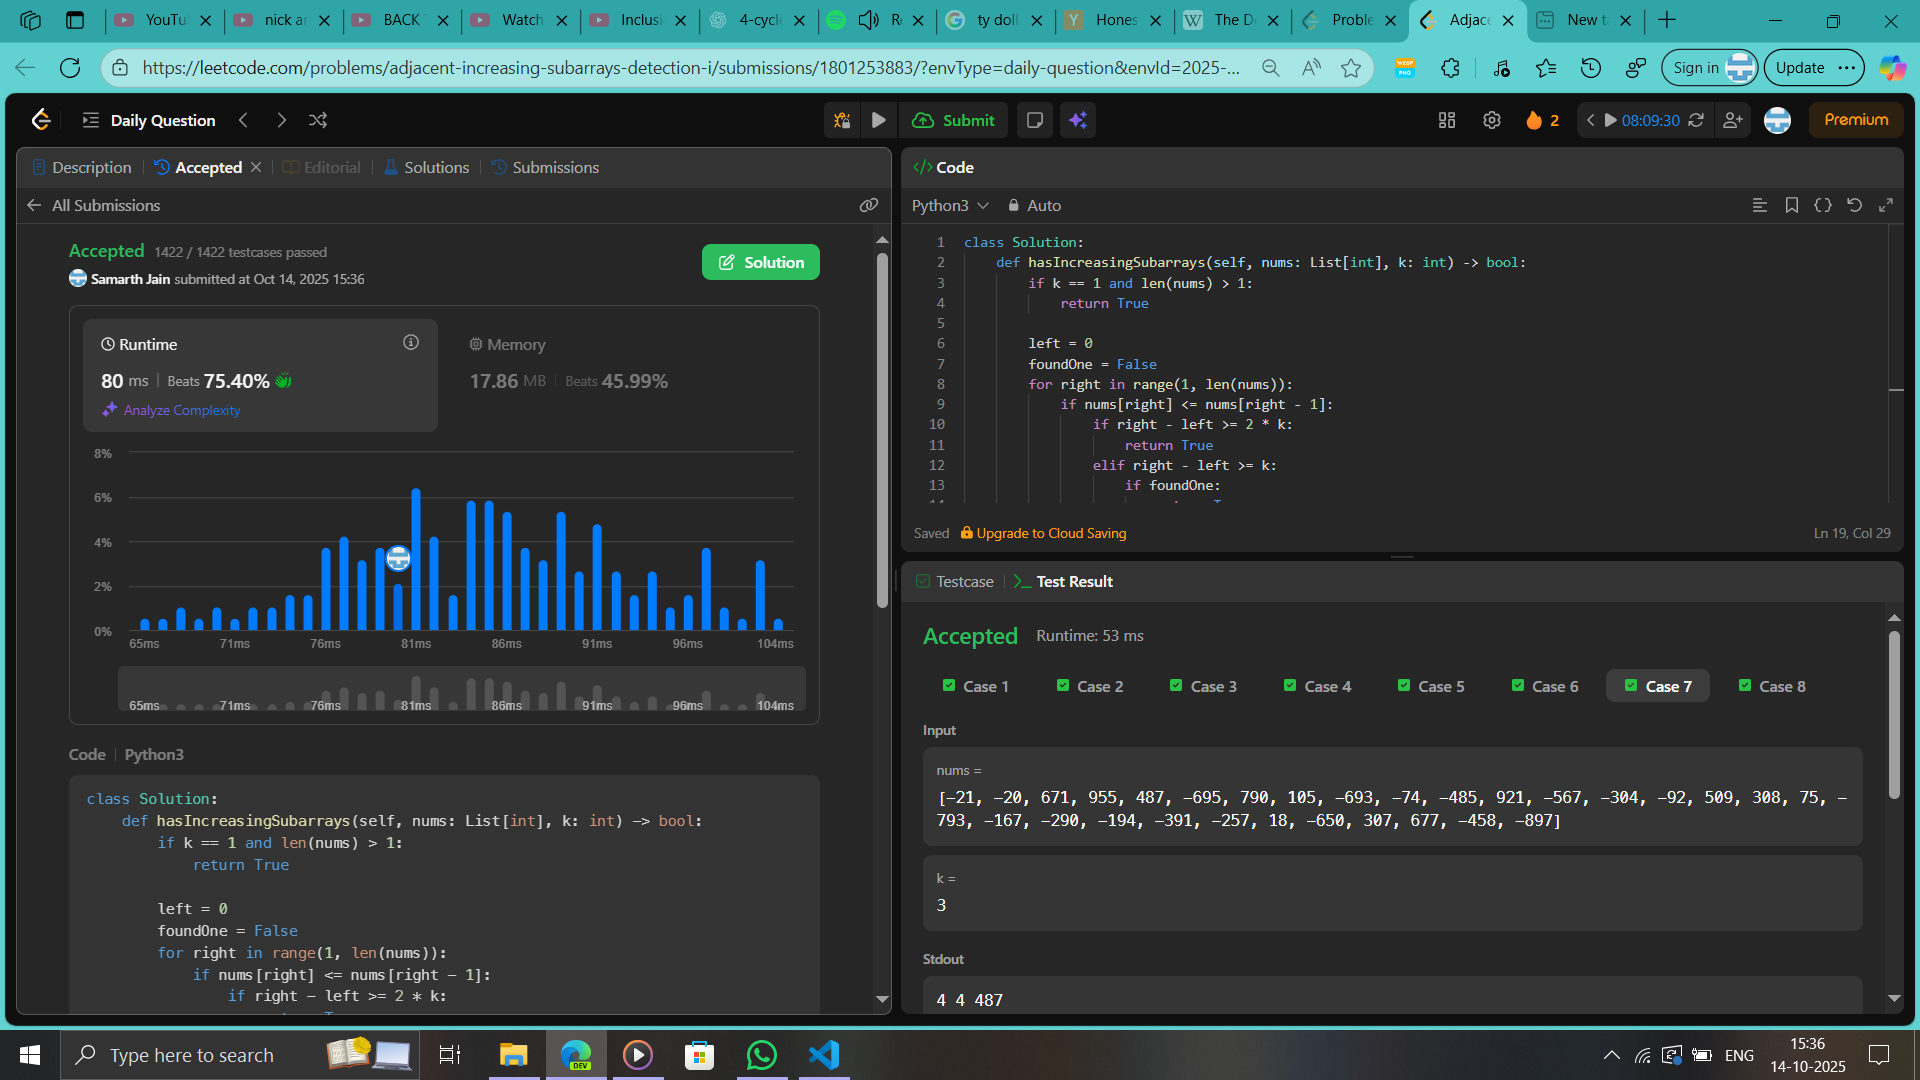 YouTu
nick a
BACK
Watch
Inclusi
4-cycle
ty doll
Hones
The D
Proble
Adjace
New t
https://leetcode.com/problems/adjacent-increasing-subarrays-detection-i/submissions/1801253883/?envType=daily-question&envId=2025-...
Sign in
Update
Daily Question
Submit
2
08:09:30
Premium
Description
Accepted
Editorial
Solutions
Submissions
All Submissions
Accepted 1422 / 1422 testcases passed
Samarth Jain submitted at Oct 14, 2025 15:36
Solution
Runtime
80 ms | Beats 75.40%
Analyze Complexity
Memory
17.86 MB | Beats 45.99%
8%
6%
4%
2%
0%
65ms 71ms 76ms 81ms 86ms 91ms 96ms 104ms
65ms 71ms 76ms 81ms 86ms 91ms 96ms 104ms
Code | Python3
class Solution:
def hasIncreasingSubarrays(self, nums: List[int], k: int) -> bool:
if k == 1 and len(nums) > 1:
return True
left = 0
foundOne = False
for right in range(1, len(nums)):
if nums[right] <= nums[right - 1]:
if right - left >= 2 * k:
</> Code
Python3
Auto
1 class Solution:
2 def hasIncreasingSubarrays(self, nums: List[int], k: int) -> bool:
3 if k == 1 and len(nums) > 1:
4 return True
5
6 left = 0
7 foundOne = False
8 for right in range(1, len(nums)):
9 if nums[right] <= nums[right - 1]:
10 if right - left >= 2 * k:
11 return True
12 elif right - left >= k:
13 if foundOne:
Saved
Upgrade to Cloud Saving
Ln 19, Col 29
Testcase
Test Result
Accepted Runtime: 53 ms
Case 1
Case 2
Case 3
Case 4
Case 5
Case 6
Case 7
Case 8
Input
nums =
[-21, -20, 671, 955, 487, -695, 790, 105, -693, -74, -485, 921, -567, -304, -92, 509, 308, 75, -
793, -167, -290, -194, -391, -257, 18, -650, 307, 677, -458, -897]
k =
3
Stdout
4 4 487
Type here to search
DEV
ENG
15:36
14-10-2025